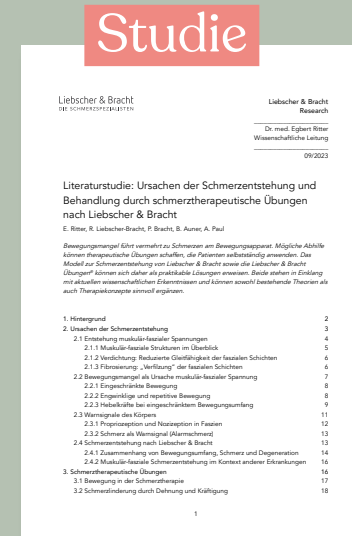 Studie
Liebscher & Bracht
DIE SCHMERZSPEZIALISTEN
Liebscher & Bracht
Research
Dr. med. Egbert Ritter
Wissenschaftliche Leitung
09/2023
Literaturstudie: Ursachen der Schmerzentstehung und
Behandlung durch schmerztherapeutische Übungen
nach Liebscher & Bracht
E. Ritter, R. Liebscher-Bracht, P. Bracht, B. Auner, A. Paul
Bewegungsmangel führt vermehrt zu Schmerzen am Bewegungsapparat. Mögliche Abhilfe
können therapeutische Übungen schaffen, die Patienten selbstständig anwenden. Das
Modell zur Schmerzentstehung von Liebscher & Bracht sowie die Liebscher & Bracht
Übungen® können sich daher als praktikable Lösungen erweisen. Beide stehen in Einklang
mit aktuellen wissenschaftlichen Erkenntnissen und können sowohl bestehende Theorien als
auch Therapiekonzepte sinnvoll ergänzen.
1. Hintergrund 2
2. Ursachen der Schmerzentstehung 3
2.1 Entstehung muskulär-faszialer Spannungen 4
2.1.1 Muskulär-fasziale Strukturen im Überblick 5
2.1.2 Verdichtung: Reduzierte Gleitfähigkeit der faszialen Schichten 6
2.1.3 Fibrosierung: „Verfilzung" der faszialen Schichten 6
2.2 Bewegungsmangel als Ursache muskulär-faszialer Spannung 7
2.2.1 Eingeschränkte Bewegung 8
2.2.2 Engwinklige und repetitive Bewegung 8
2.2.3 Hebelkräfte bei eingeschränktem Bewegungsumfang 9
2.3 Warnsignale des Körpers 11
2.3.1 Propriozeption und Nozizeption in Faszien 12
2.3.2 Schmerz als Warnsignal (Alarmschmerz) 13
2.4 Schmerzentstehung nach Liebscher & Bracht 13
2.4.1 Zusammenhang von Bewegungsumfang, Schmerz und Degeneration 14
2.4.2 Muskulär-fasziale Schmerzentstehung im Kontext anderer Erkrankungen 16
3. Schmerztherapeutische Übungen 16
3.1 Bewegung in der Schmerztherapie 17
3.2 Schmerzlinderung durch Dehnung und Kräftigung 18
1